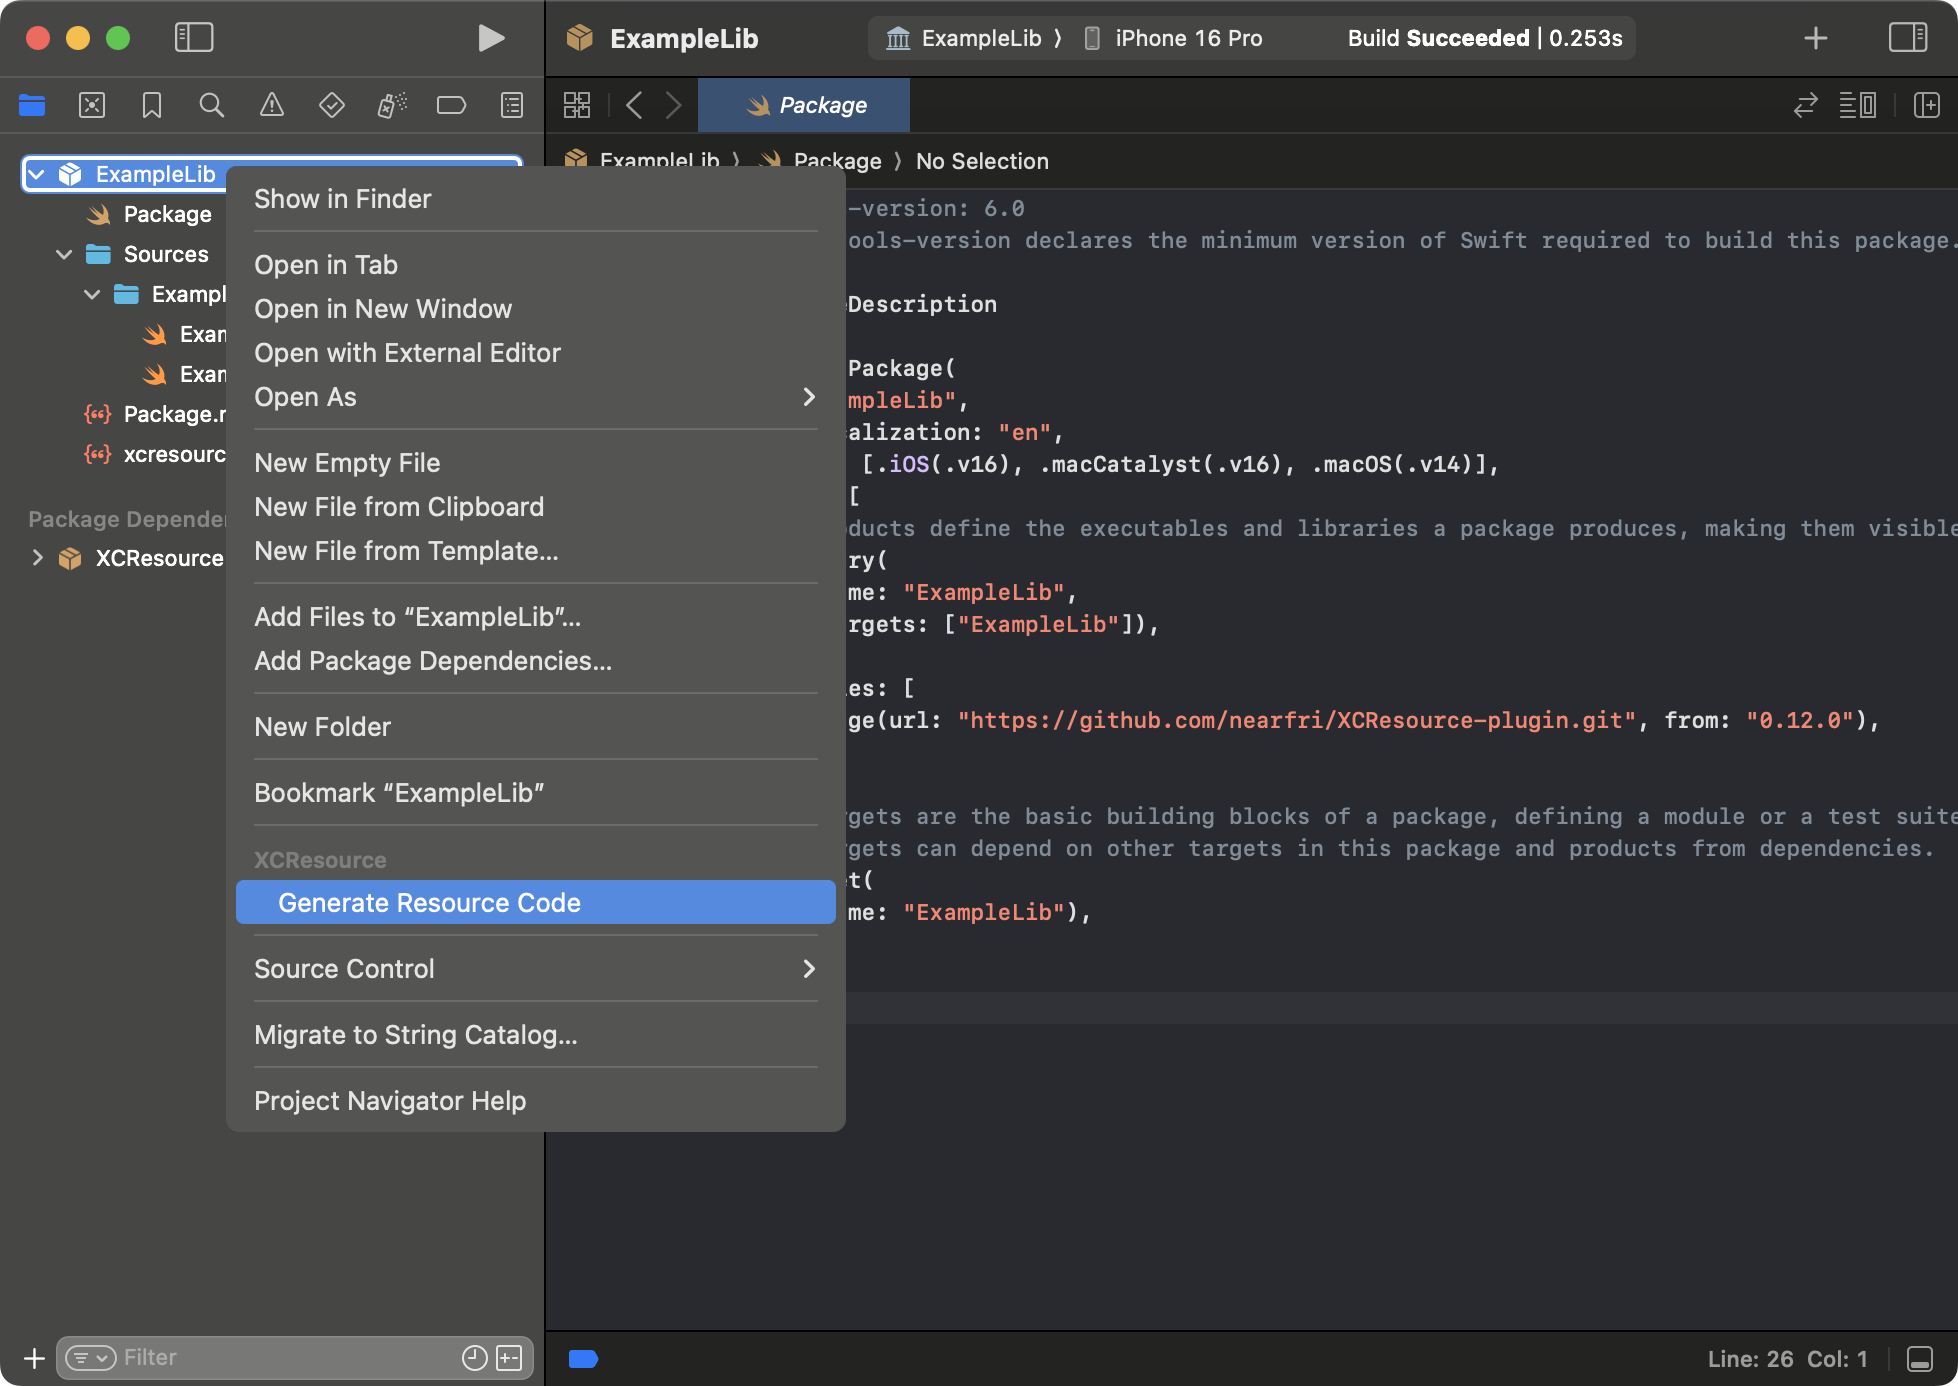 ExampleLib
ExampleLib 〉 iPhone 16 Pro
Build Succeeded | 0.253s
Package
ExampleLib 〉 Package 〉 No Selection
ExampleLib
Package
Sources
Exampl
Exam
Exam
Package.r
xcresourc
Package Depende
XCResource
Show in Finder
Open in Tab
Open in New Window
Open with External Editor
Open As
New Empty File
New File from Clipboard
New File from Template...
Add Files to “ExampleLib”...
Add Package Dependencies...
New Folder
Bookmark “ExampleLib”
XCResource
Generate Resource Code
Source Control
Migrate to String Catalog...
Project Navigator Help
-version: 6.0
ools-version declares the minimum version of Swift required to build this package.
Description
Package(
mpleLib",
alization: "en",
[.iOS(.v16), .macCatalyst(.v16), .macOS(.v14)],
[
ducts define the executables and libraries a package produces, making them visible
ry(
me: "ExampleLib",
rgets: ["ExampleLib"]),
es: [
ge(url: "https://github.com/nearfri/XCResource-plugin.git", from: "0.12.0"),
gets are the basic building blocks of a package, defining a module or a test suite
gets can depend on other targets in this package and products from dependencies.
t(
me: "ExampleLib"),
Filter
Line: 26 Col: 1